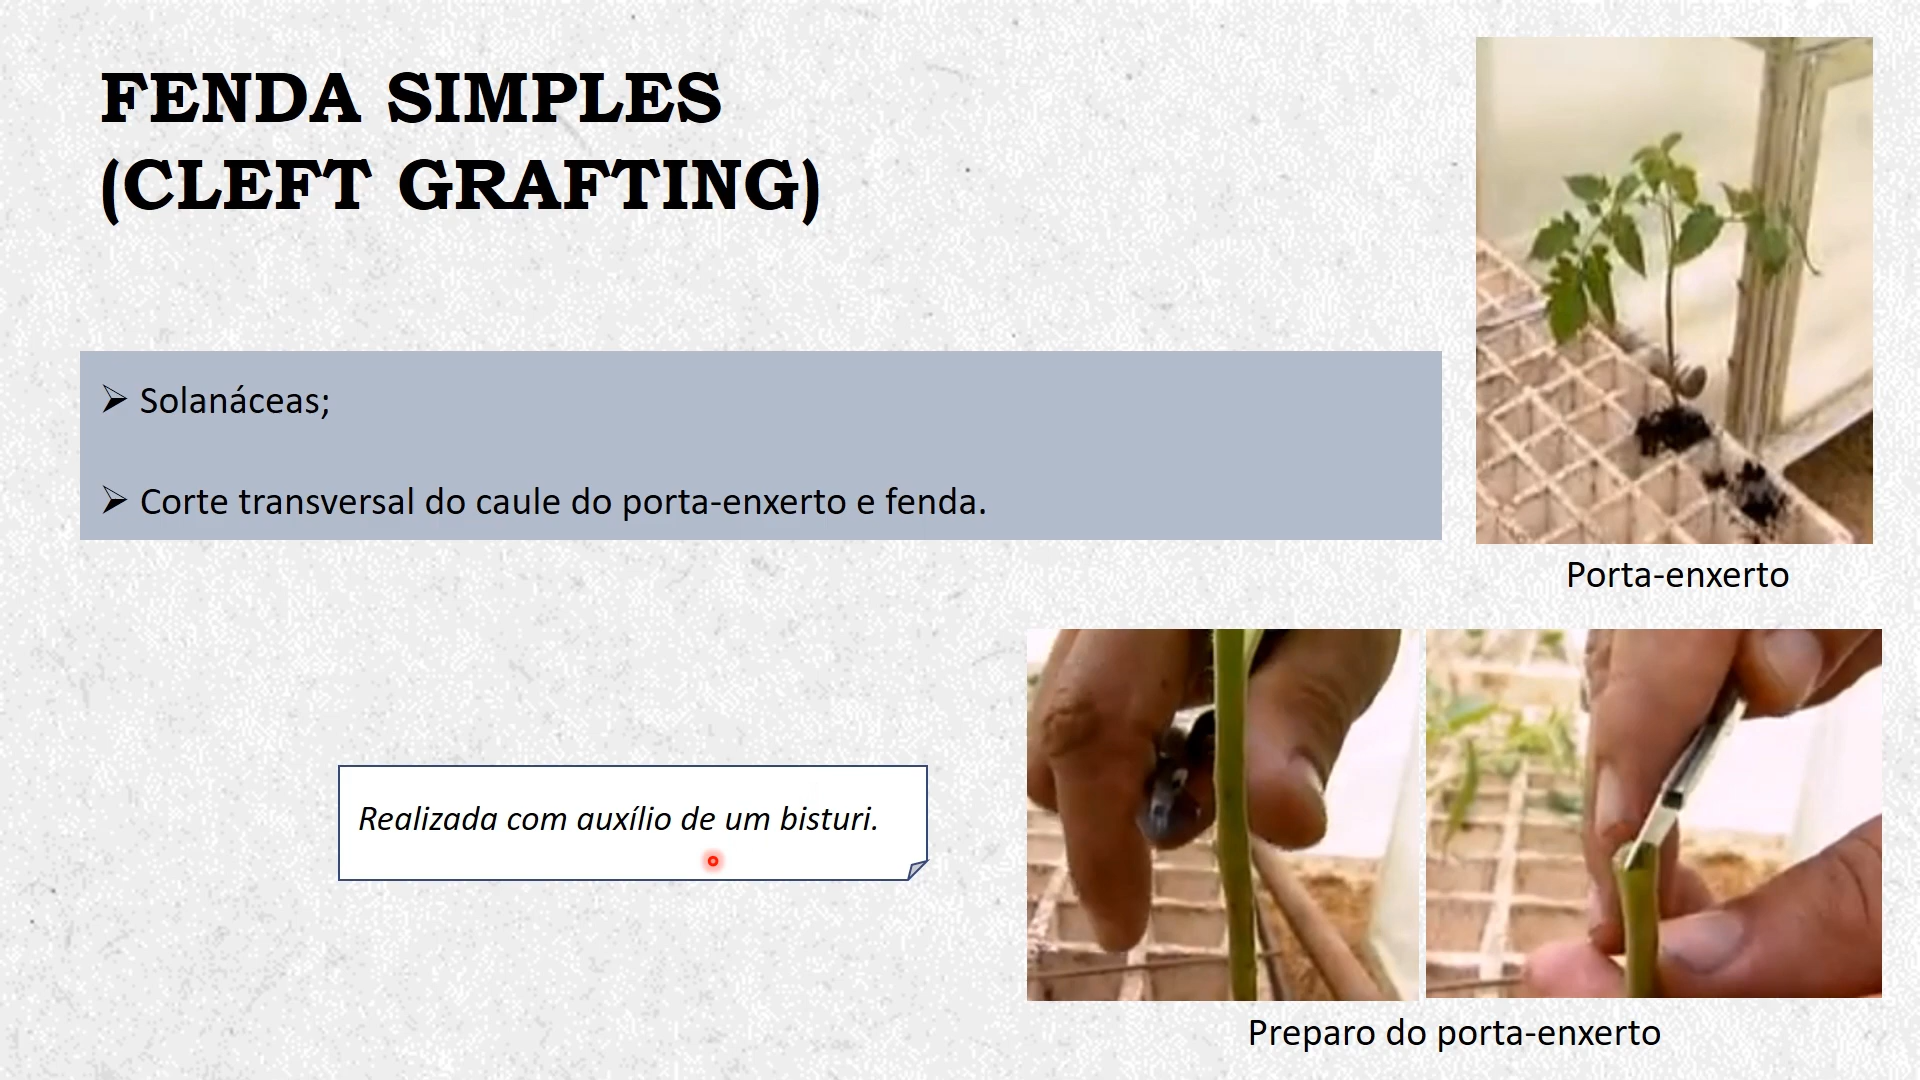 FENDA SIMPLES
(CLEFT GRAFTING)
Solanáceas;
Corte transversal do caule do porta-enxerto e fenda.
Porta-enxerto
Realizada com auxílio de um bisturi.
Preparo do porta-enxerto